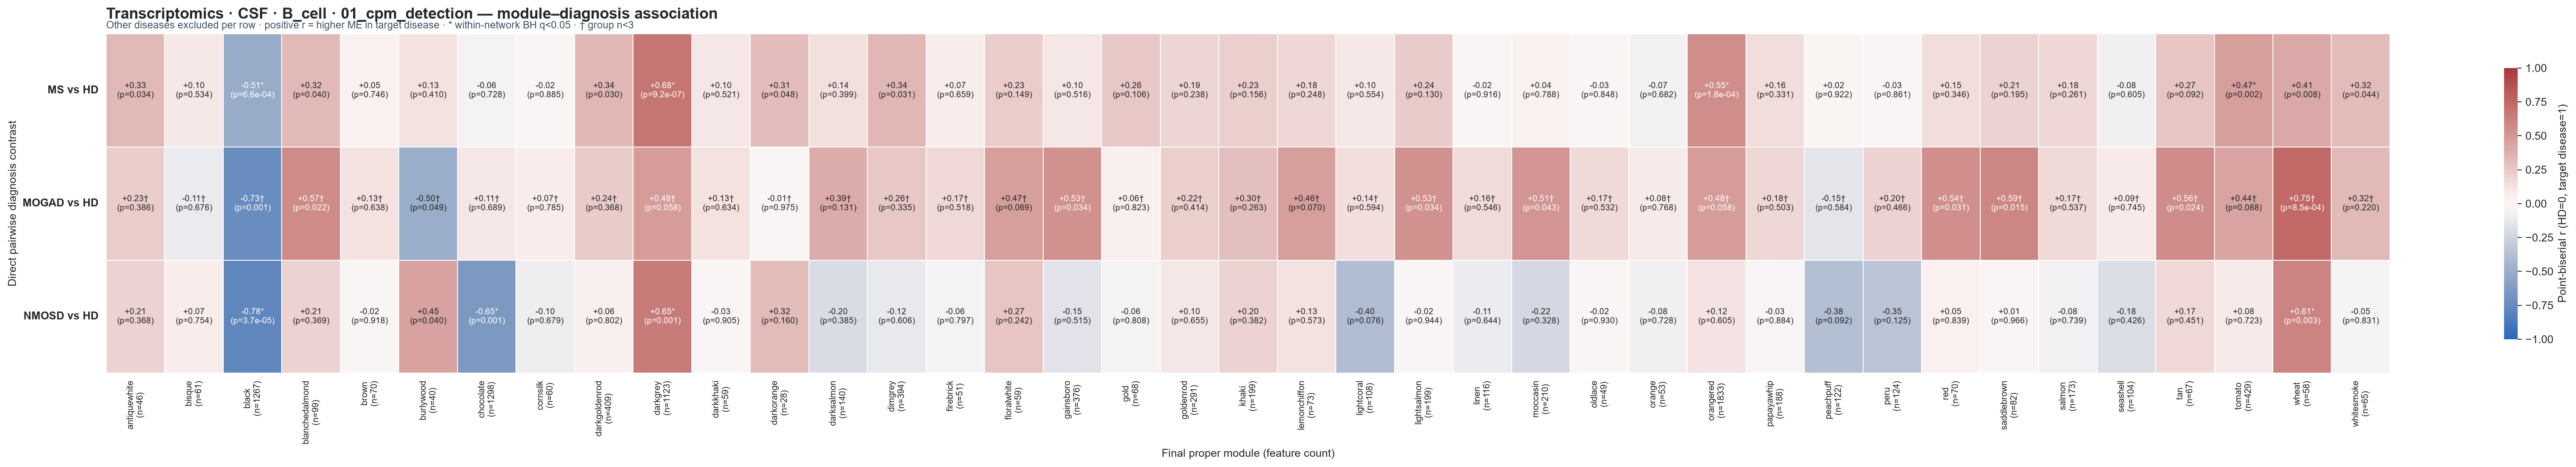 Transcriptomics · CSF · B_cell · 01_cpm_detection — module–diagnosis association
Other diseases excluded per row · positive r = higher ME in target disease · * within-network BH q<0.05 · † group n<3
Direct pairwise diagnosis contrast
MS vs HD
+0.33 +0.10 -0.51* +0.32 +0.05 +0.13 -0.06 -0.02 +0.34 +0.68* +0.10 +0.31 +0.14 +0.34 +0.07 +0.23 +0.10 +0.26 +0.19 +0.23 +0.18 +0.10 +0.24 -0.02 +0.04 -0.03 -0.07 +0.55* +0.16 +0.02 -0.03 +0.15 +0.21 +0.18 -0.08 +0.27 +0.47* +0.41 +0.32
(p=0.034) (p=0.534) (p=6.6e-04) (p=0.040) (p=0.746) (p=0.410) (p=0.728) (p=0.885) (p=0.030) (p=9.2e-07) (p=0.521) (p=0.048) (p=0.399) (p=0.031) (p=0.659) (p=0.149) (p=0.516) (p=0.106) (p=0.238) (p=0.156) (p=0.248) (p=0.554) (p=0.130) (p=0.916) (p=0.788) (p=0.848) (p=0.682) (p=1.8e-04) (p=0.331) (p=0.922) (p=0.861) (p=0.346) (p=0.195) (p=0.261) (p=0.605) (p=0.092) (p=0.002) (p=0.008) (p=0.044)
MOGAD vs HD
+0.23† -0.11† -0.73† +0.57† +0.13† -0.50† +0.11† +0.07† +0.24† +0.48† +0.13† -0.01† +0.39† +0.26† +0.17† +0.47† +0.53† +0.06† +0.22† +0.30† +0.46† +0.14† +0.53† +0.16† +0.51† +0.17† +0.08† +0.48† +0.18† -0.15† +0.20† +0.54† +0.59† +0.17† +0.09† +0.56† +0.44† +0.75† +0.32†
(p=0.386) (p=0.676) (p=0.001) (p=0.022) (p=0.638) (p=0.049) (p=0.689) (p=0.785) (p=0.368) (p=0.058) (p=0.634) (p=0.975) (p=0.131) (p=0.335) (p=0.518) (p=0.069) (p=0.034) (p=0.823) (p=0.414) (p=0.263) (p=0.070) (p=0.594) (p=0.034) (p=0.546) (p=0.043) (p=0.532) (p=0.768) (p=0.058) (p=0.503) (p=0.584) (p=0.466) (p=0.031) (p=0.015) (p=0.537) (p=0.745) (p=0.024) (p=0.088) (p=8.5e-04) (p=0.220)
NMOSD vs HD
+0.21 +0.07 -0.78* +0.21 -0.02 +0.45 -0.65* -0.10 +0.06 +0.65* -0.03 +0.32 -0.20 -0.12 -0.06 +0.27 -0.15 -0.06 +0.10 +0.20 +0.13 -0.40 -0.02 -0.11 -0.22 -0.02 -0.08 +0.12 -0.03 -0.38 -0.35 +0.05 +0.01 -0.08 -0.18 +0.17 +0.08 +0.61* -0.05
(p=0.368) (p=0.754) (p=3.7e-05) (p=0.369) (p=0.918) (p=0.040) (p=0.001) (p=0.679) (p=0.802) (p=0.001) (p=0.905) (p=0.160) (p=0.385) (p=0.606) (p=0.797) (p=0.242) (p=0.515) (p=0.808) (p=0.655) (p=0.382) (p=0.573) (p=0.076) (p=0.944) (p=0.644) (p=0.328) (p=0.930) (p=0.728) (p=0.605) (p=0.884) (p=0.092) (p=0.125) (p=0.839) (p=0.966) (p=0.739) (p=0.426) (p=0.451) (p=0.723) (p=0.003) (p=0.831)
antiquewhite
(n=46)
bisque
(n=61)
black
(n=1267)
blanchedalmond
(n=99)
brown
(n=70)
burlywood
(n=40)
chocolate
(n=1298)
cornsilk
(n=60)
darkgoldenrod
(n=409)
darkgrey
(n=1123)
darkkhaki
(n=59)
darkorange
(n=28)
darksalmon
(n=140)
dimgrey
(n=394)
firebrick
(n=51)
floralwhite
(n=59)
gainsboro
(n=376)
gold
(n=68)
goldenrod
(n=291)
khaki
(n=199)
lemonchiffon
(n=73)
lightcoral
(n=108)
lightsalmon
(n=199)
linen
(n=116)
moccasin
(n=210)
oldlace
(n=49)
orange
(n=53)
orangered
(n=1833)
papayawhip
(n=188)
peachpuff
(n=122)
peru
(n=124)
red
(n=70)
saddlebrown
(n=82)
salmon
(n=173)
seashell
(n=104)
tan
(n=67)
tomato
(n=429)
wheat
(n=58)
whitesmoke
(n=65)
Final proper module (feature count)
1.00
0.75
0.50
0.25
0.00
−0.25
−0.50
−0.75
−1.00
Point-biserial r (HD=0, target disease=1)